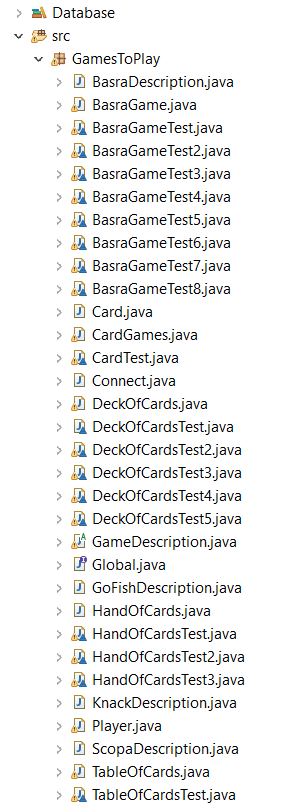 Database
src
GamesToPlay
BasraDescription.java
BasraGame.java
BasraGameTest.java
BasraGameTest2.java
BasraGameTest3.java
BasraGameTest4.java
BasraGameTest5.java
BasraGameTest6.java
BasraGameTest7.java
BasraGameTest8.java
Card.java
CardGames.java
CardTest.java
Connect.java
DeckOfCards.java
DeckOfCardsTest.java
DeckOfCardsTest2.java
DeckOfCardsTest3.java
DeckOfCardsTest4.java
DeckOfCardsTest5.java
GameDescription.java
Global.java
GoFishDescription.java
HandOfCards.java
HandOfCardsTest.java
HandOfCardsTest2.java
HandOfCardsTest3.java
KnackDescription.java
Player.java
ScopaDescription.java
TableOfCards.java
TableOfCardsTest.java